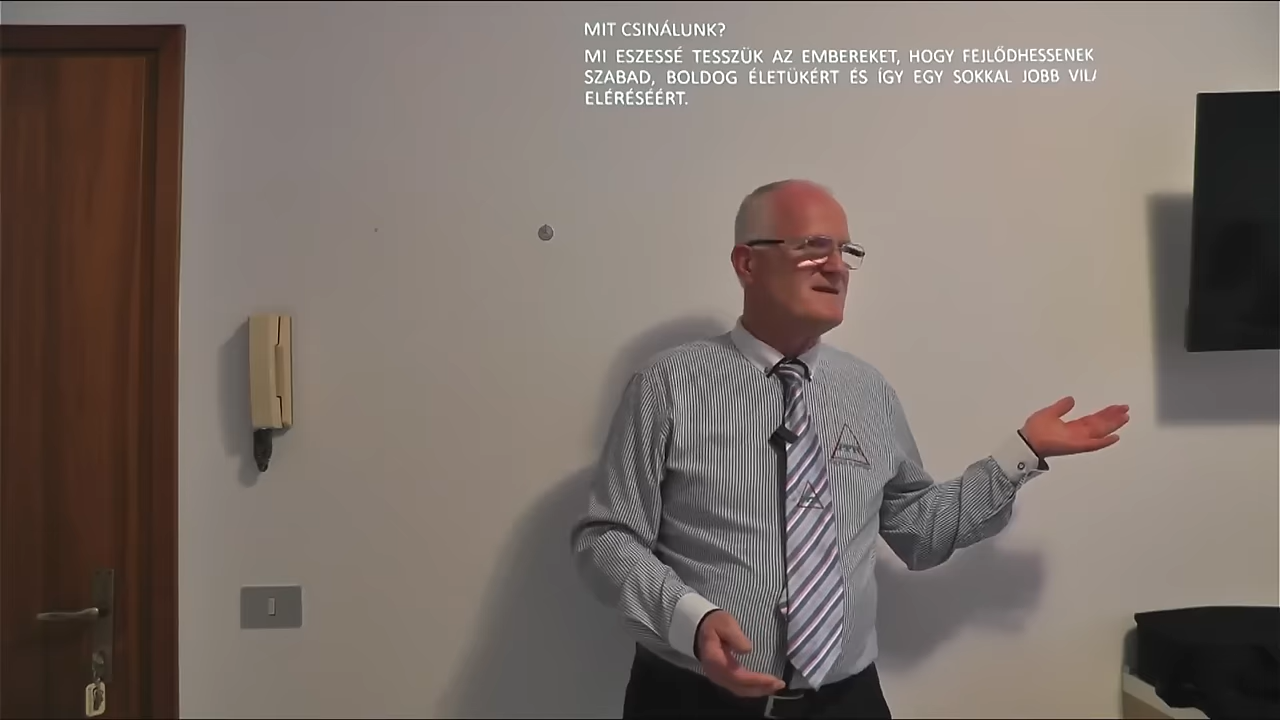 MIT CSINÁLUNK?
MI ESZESSÉ TESSZÜK AZ EMBEREKET, HOGY FEJLŐDHESSENEK
SZABAD, BOLDOG ÉLETÜKÉRT ÉS ÍGY EGY SOKKAL JOBB
ELÉRÉSÉÉRT.